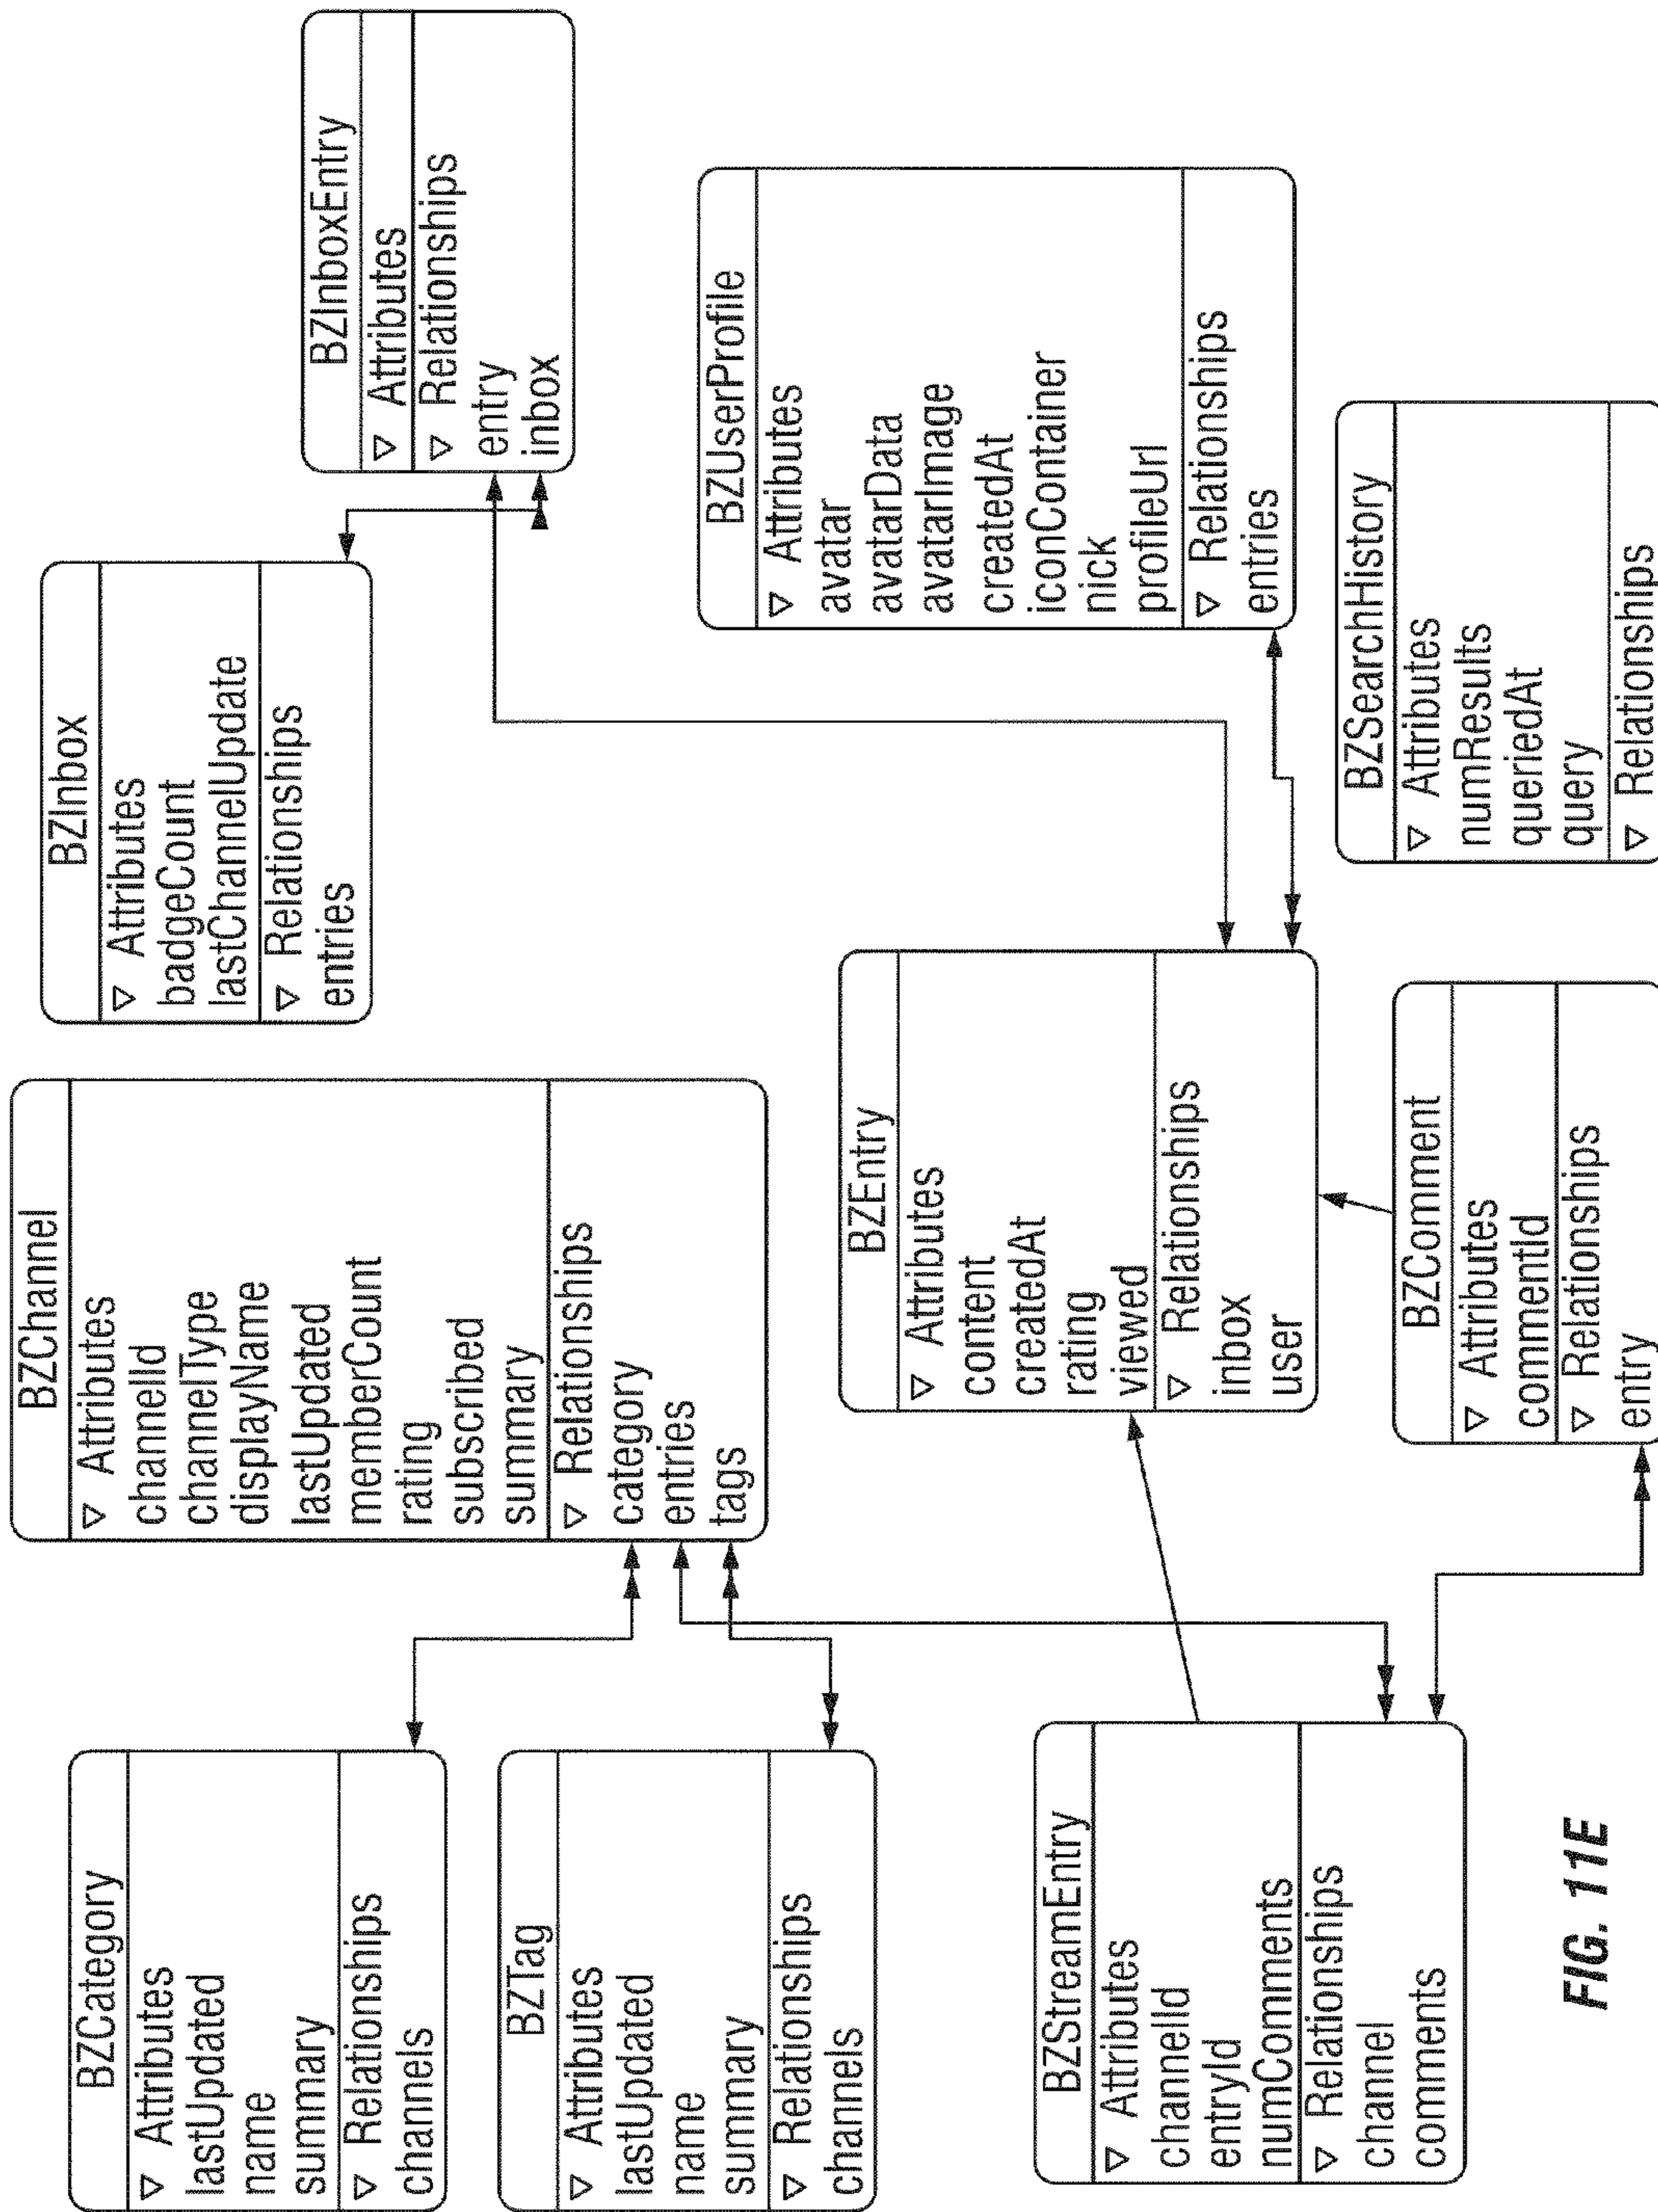 BZCategory
▽ Attributes
lastUpdated
name
summary
▽ Relationships
channels
BZTag
▽ Attributes
lastUpdated
name
summary
▽ Relationships
channels
BZStreamEntry
▽ Attributes
channelId
entryId
numComments
▽ Relationships
channel
comments
BZChannel
▽ Attributes
channelId
channelType
displayName
lastUpdated
memberCount
rating
subscribed
summary
▽ Relationships
category
entries
tags
BZEntry
▽ Attributes
content
createdAt
rating
viewed
▽ Relationships
inbox
user
BZComment
▽ Attributes
commentId
▽ Relationships
entry
BZInbox
▽ Attributes
badgeCount
lastChannelUpdate
▽ Relationships
entries
BZInboxEntry
▽ Attributes
▽ Relationships
entry
inbox
BZUserProfile
▽ Attributes
avatar
avatarData
avatarImage
createdAt
iconContainer
nick
profileUrl
▽ Relationships
entries
BZSearchHistory
▽ Attributes
numResults
queriedAt
query
▽ Relationships
FIG. 11E